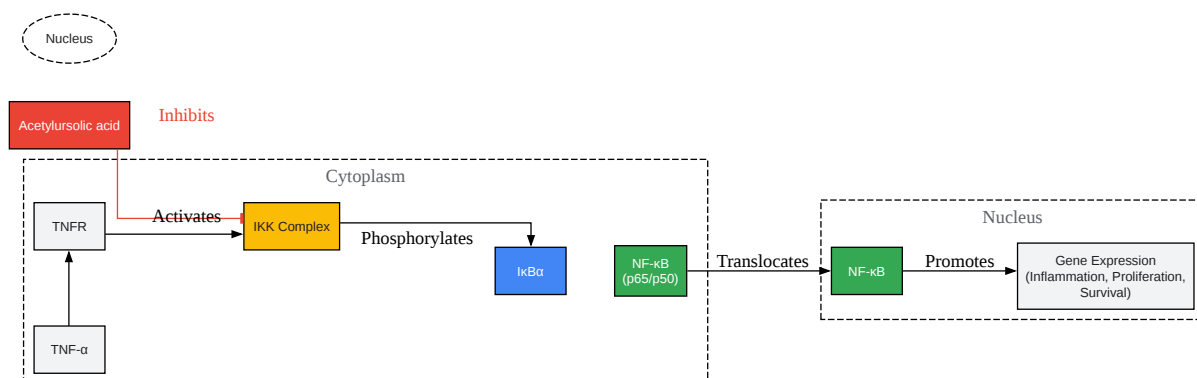 Nucleus
Acetylursolic acid
Inhibits
Cytoplasm
TNFR
Activates
IKK Complex
Phosphorylates
IκBα
NF-κB
(p65/p50)
Translocates
Nucleus
NF-κB
Promotes
Gene Expression
(Inflammation, Proliferation,
Survival)
TNF-α